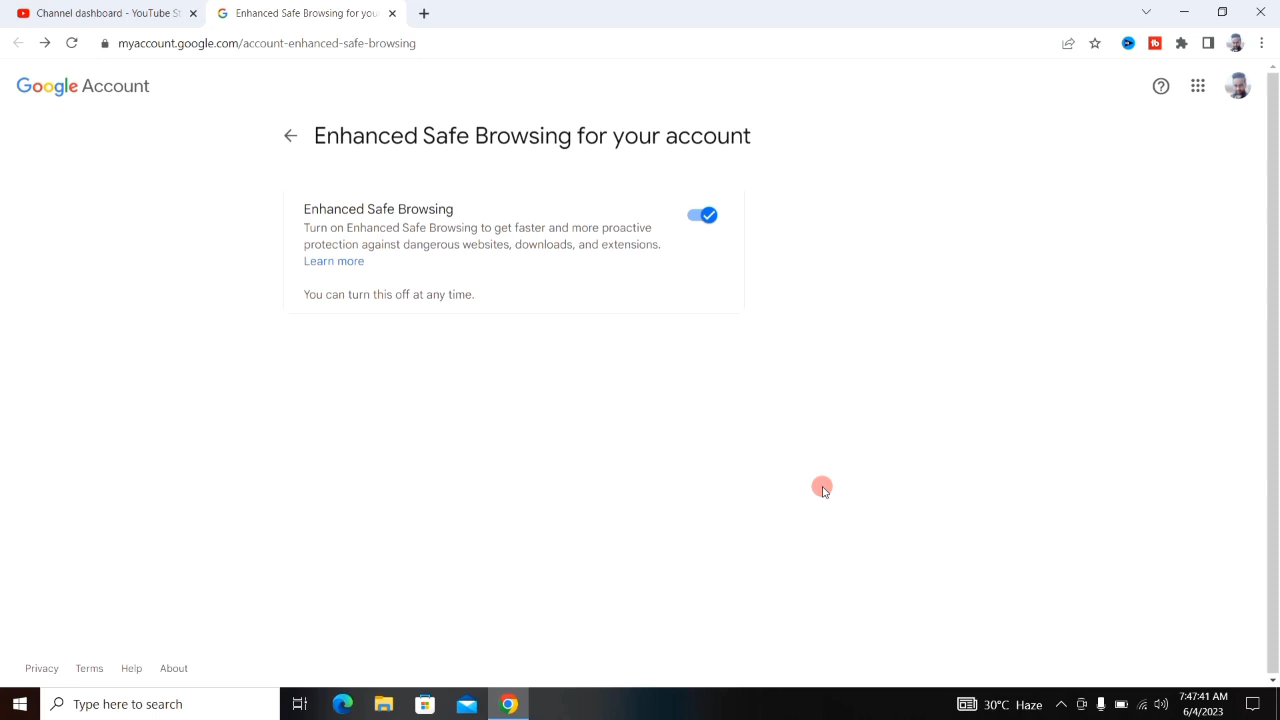 Channel dashboard - YouTube St
Enhanced Safe Browsing for you
myaccount.google.com/account-enhanced-safe-browsing
Google Account
Enhanced Safe Browsing for your account
Enhanced Safe Browsing
Turn on Enhanced Safe Browsing to get faster and more proactive
protection against dangerous websites, downloads, and extensions.
Learn more
You can turn this off at any time.
Privacy Terms Help About
Type here to search
30°C Haze
7:47:41 AM
6/4/2023